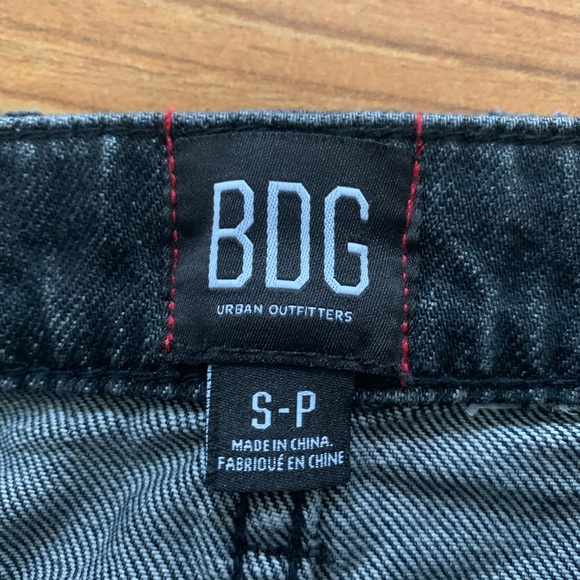 BDG
URBAN OUTFITTERS
S-P
MADE IN CHINA.
FABRIQUÉ EN CHINE